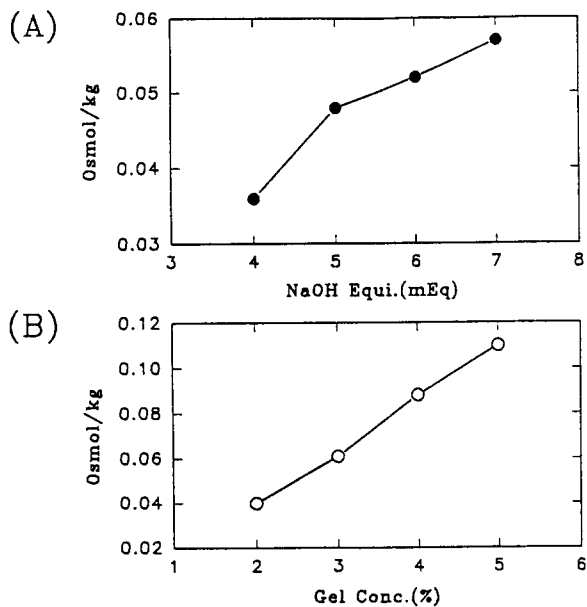 (A)
0.06
0.05
0.04
0.03
Osmol/kg
3 4 5 6 7 8
NaOH Equi.(mEq)
(B)
0.12
0.10
0.08
0.06
0.04
0.02
Osmol/kg
1 2 3 4 5 6
Gel Conc.(%)